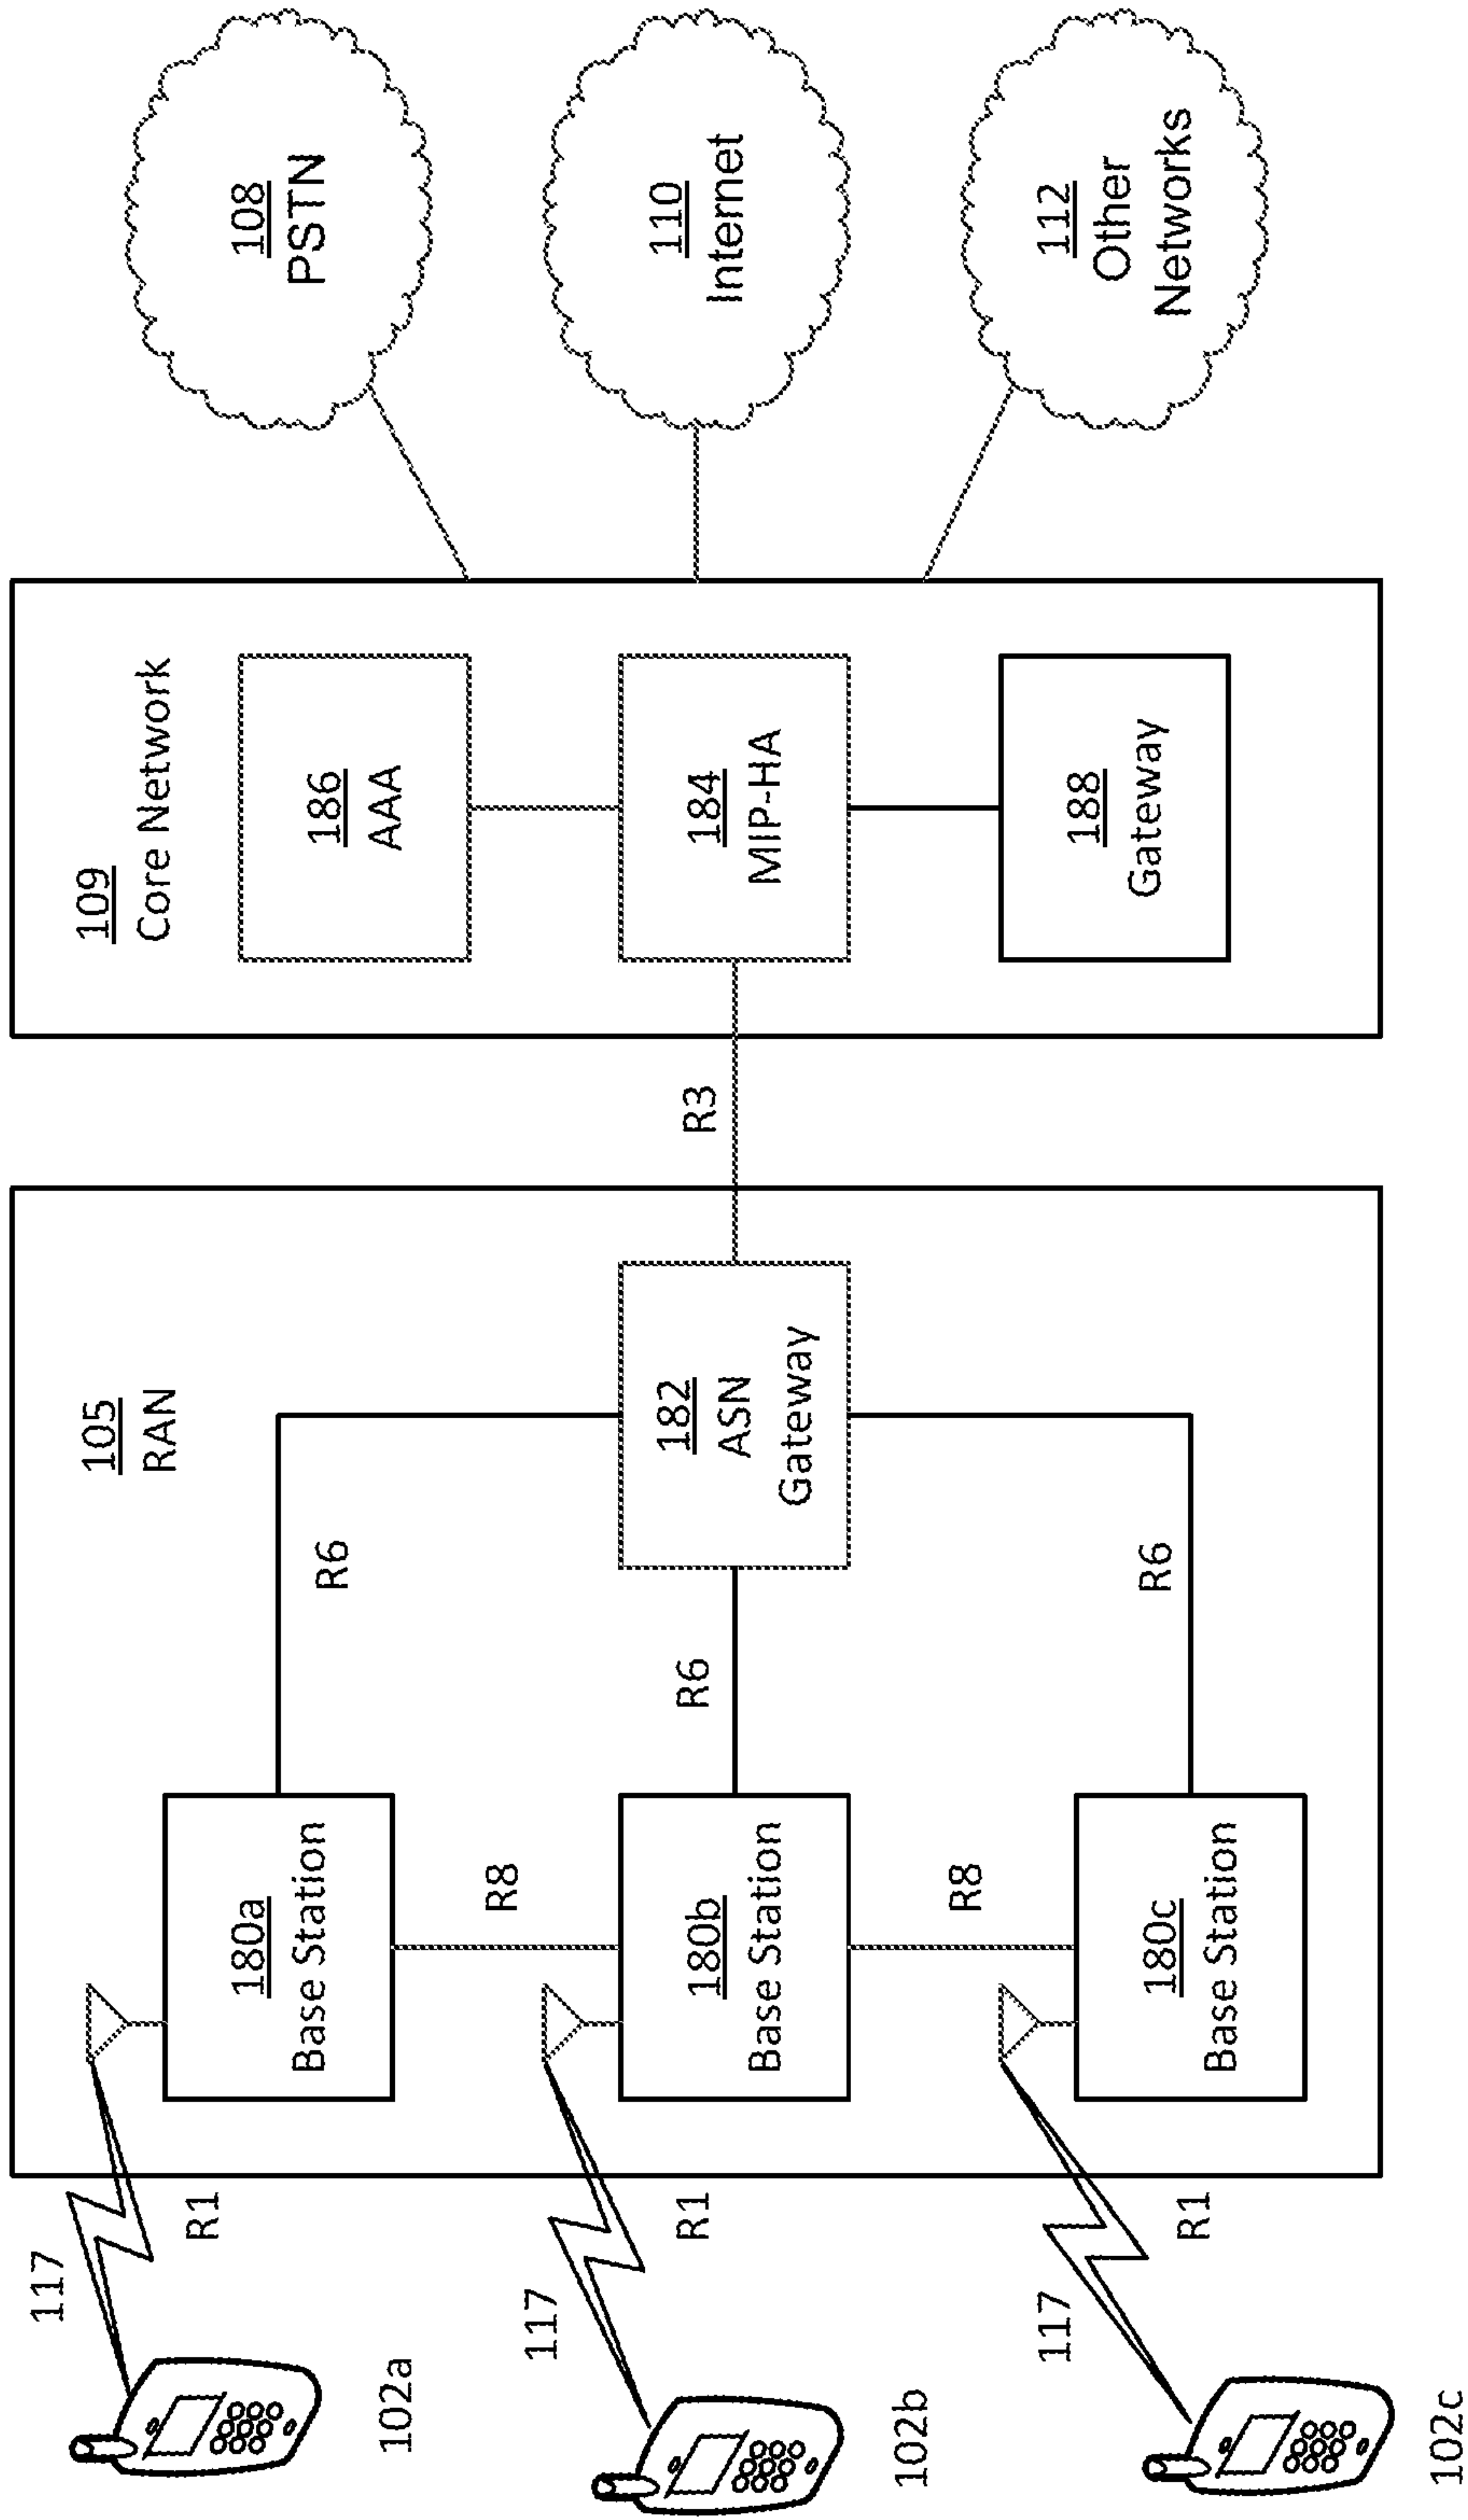 117
R1
102a
117
R1
102b
117
R1
102c
105
RAN
180a
Base Station
R8
180b
Base Station
R8
180c
Base Station
R6
R6
R6
182
ASN
Gateway
R3
109
Core Network
186
AAA
184
MIP-HA
188
Gateway
108
PSTN
110
Internet
112
Other
Networks